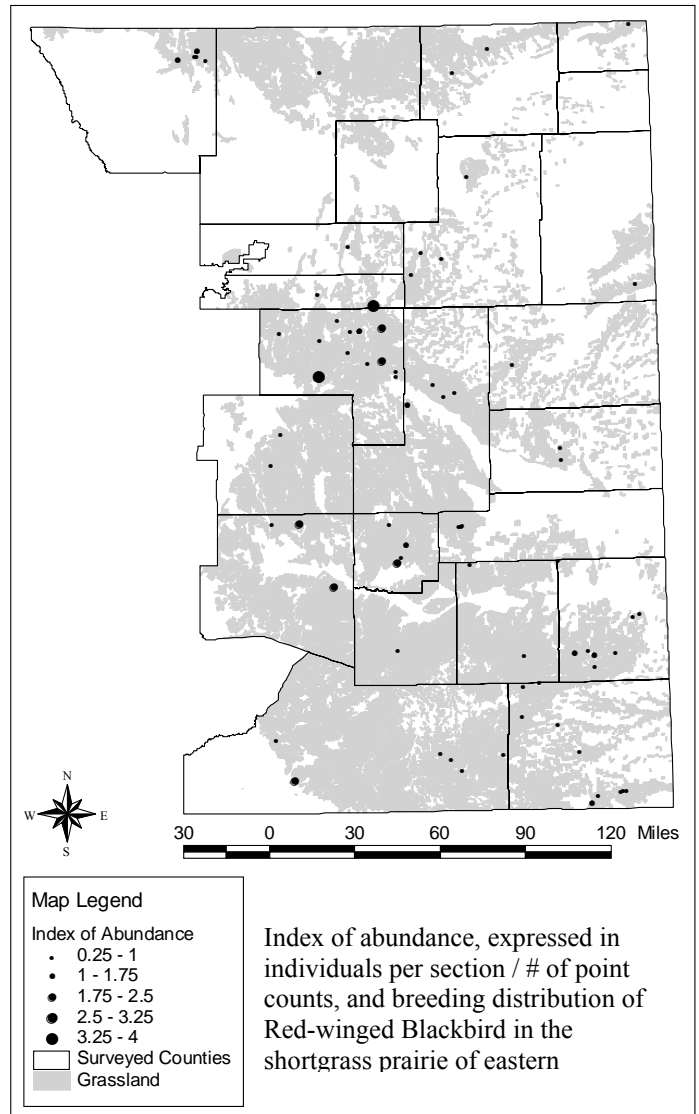 N
W E
S
30 0 30 60 90 120 Miles
Map Legend
Index of Abundance
0.25 - 1
1 - 1.75
1.75 - 2.5
2.5 - 3.25
3.25 - 4
Surveyed Counties
Grassland
Index of abundance, expressed in
individuals per section / # of point
counts, and breeding distribution of
Red-winged Blackbird in the
shortgrass prairie of eastern